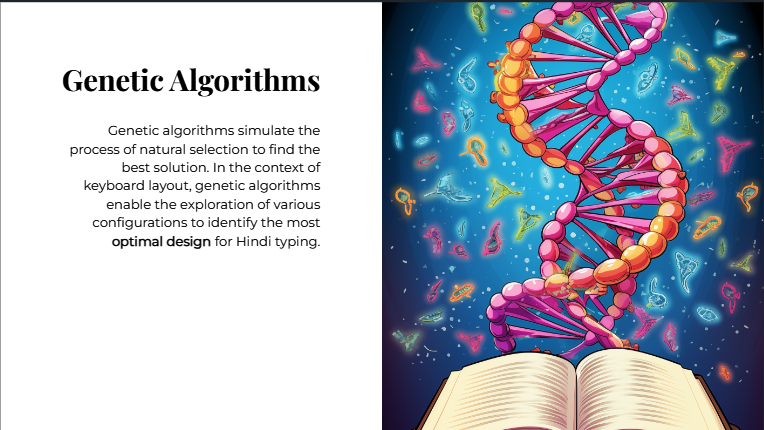 Genetic Algorithms
Genetic algorithms simulate the
process of natural selection to find the
best solution. In the context of
keyboard layout, genetic algorithms
enable the exploration of various
configurations to identify the most
optimal design for Hindi typing.